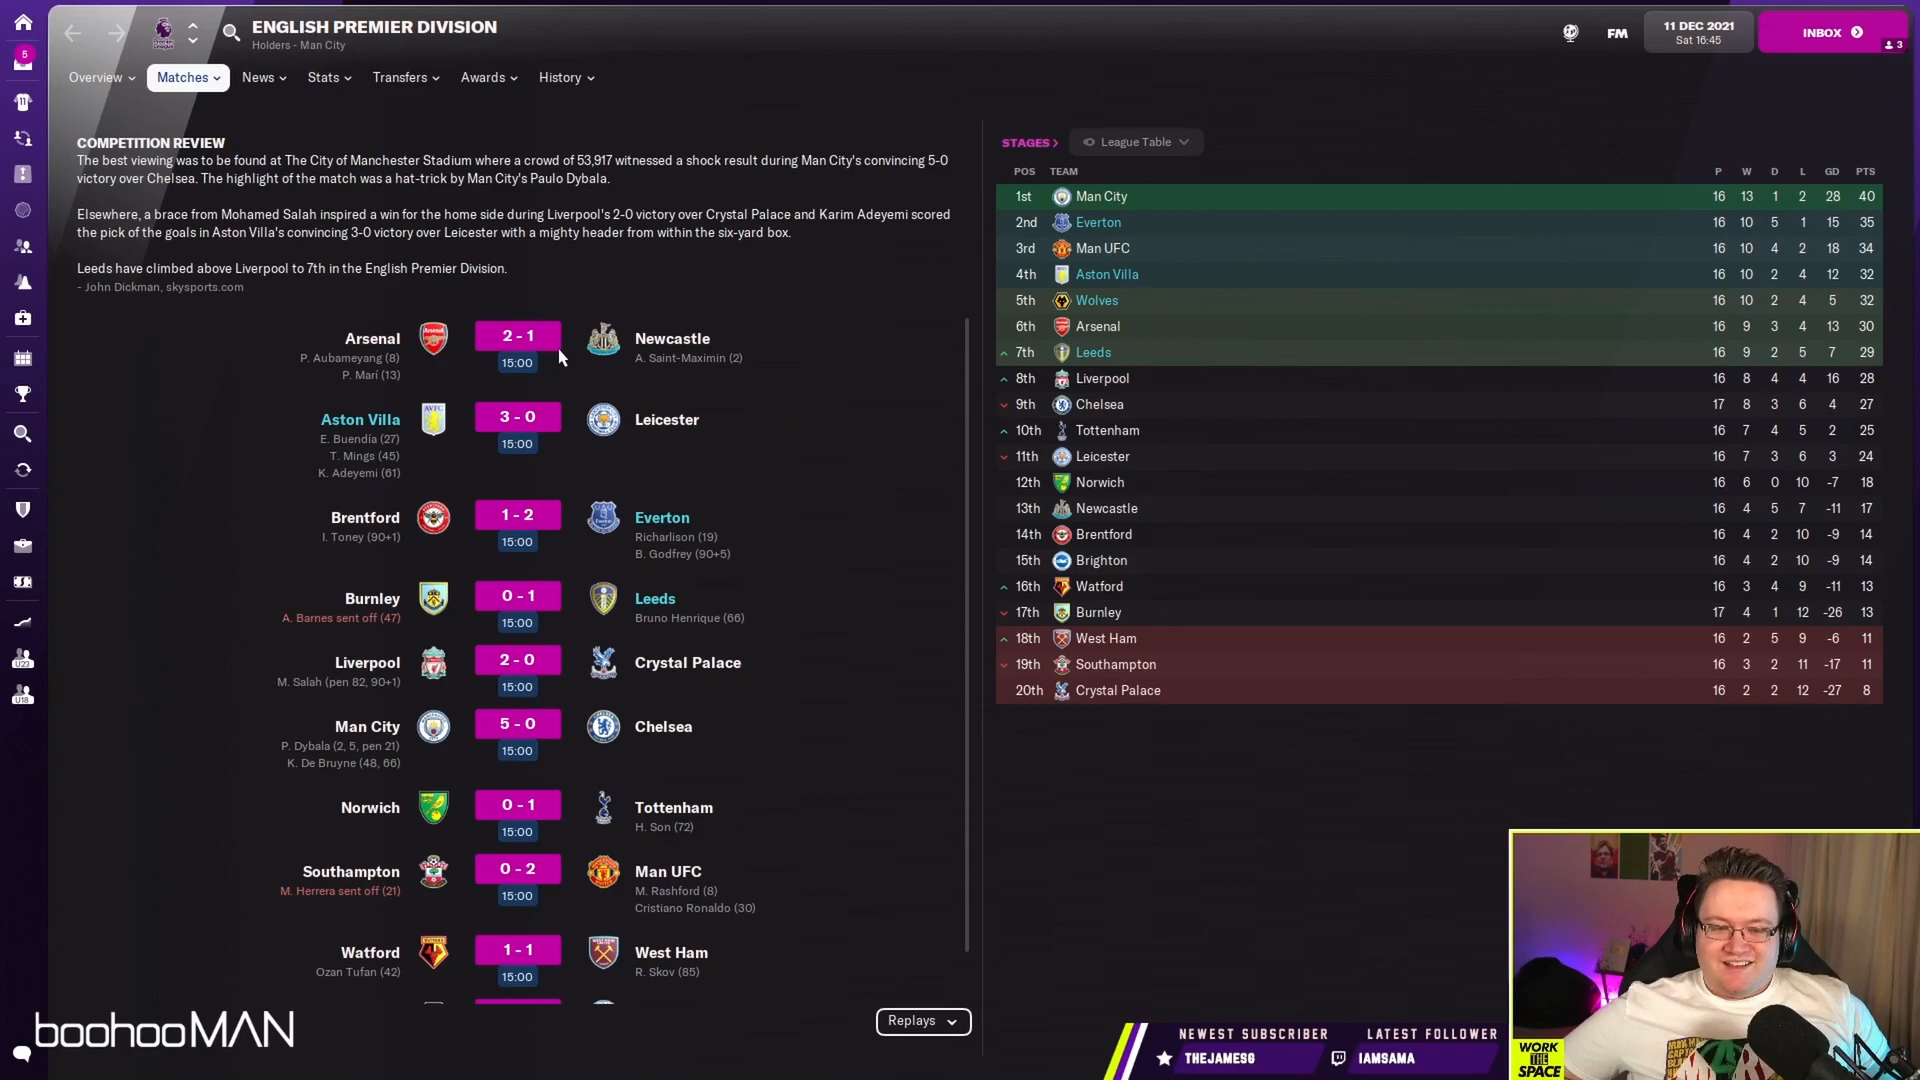 ENGLISH PREMIER DIVISION
Holders - Man City
FM
11 DEC 2021
Sat 16:45
INBOX
3
5
Overview
Matches
News
Stats
Transfers
Awards
History
COMPETITION REVIEW
The best viewing was to be found at The City of Manchester Stadium where a crowd of 53,917 witnessed a shock result during Man City's convincing 5-0
victory over Chelsea. The highlight of the match was a hat-trick by Man City's Paulo Dybala.
Elsewhere, a brace from Mohamed Salah inspired a win for the home side during Liverpool's 2-0 victory over Crystal Palace and Karim Adeyemi scored
the pick of the goals in Aston Villa's convincing 3-0 victory over Leicester with a mighty header from within the six-yard box.
Leeds have climbed above Liverpool to 7th in the English Premier Division.
- John Dickman, skysports.com
Arsenal 2 - 1 Newcastle
P. Aubameyang (8) 15:00 A. Saint-Maximin (2)
P. Marí (13)
Aston Villa 3 - 0 Leicester
E. Buendía (27) 15:00
T. Mings (45)
K. Adeyemi (61)
Brentford 1 - 2 Everton
I. Toney (90+1) 15:00 Richarlison (19)
B. Godfrey (90+5)
Burnley 0 - 1 Leeds
A. Barnes sent off (47) 15:00 Bruno Henrique (66)
Liverpool 2 - 0 Crystal Palace
M. Salah (pen 82, 90+1) 15:00
Man City 5 - 0 Chelsea
P. Dybala (2, 5, pen 21) 15:00
K. De Bruyne (48, 66)
Norwich 0 - 1 Tottenham
15:00 H. Son (72)
Southampton 0 - 2 Man UFC
M. Herrera sent off (21) 15:00 M. Rashford (8)
Cristiano Ronaldo (30)
Watford 1 - 1 West Ham
Ozan Tufan (42) 15:00 R. Skov (85)
Replays
STAGES >
League Table
POS TEAM P W D L GD PTS
1st Man City 16 13 1 2 28 40
2nd Everton 16 10 5 1 15 35
3rd Man UFC 16 10 4 2 18 34
4th Aston Villa 16 10 2 4 12 32
5th Wolves 16 10 2 4 5 32
6th Arsenal 16 9 3 4 13 30
7th Leeds 16 9 2 5 7 29
8th Liverpool 16 8 4 4 16 28
9th Chelsea 17 8 3 6 4 27
10th Tottenham 16 7 4 5 2 25
11th Leicester 16 7 3 6 3 24
12th Norwich 16 6 0 10 -7 18
13th Newcastle 16 4 5 7 -11 17
14th Brentford 16 4 2 10 -9 14
15th Brighton 16 4 2 10 -9 14
16th Watford 16 3 4 9 -11 13
17th Burnley 17 4 1 12 -26 13
18th West Ham 16 2 5 9 -6 11
19th Southampton 16 3 2 11 -17 11
20th Crystal Palace 16 2 2 12 -27 8
U23
U18
boohooMAN
NEWEST SUBSCRIBER
THEJAMES6
LATEST FOLLOWER
IAMSAMA
WORK
THE
SPACE